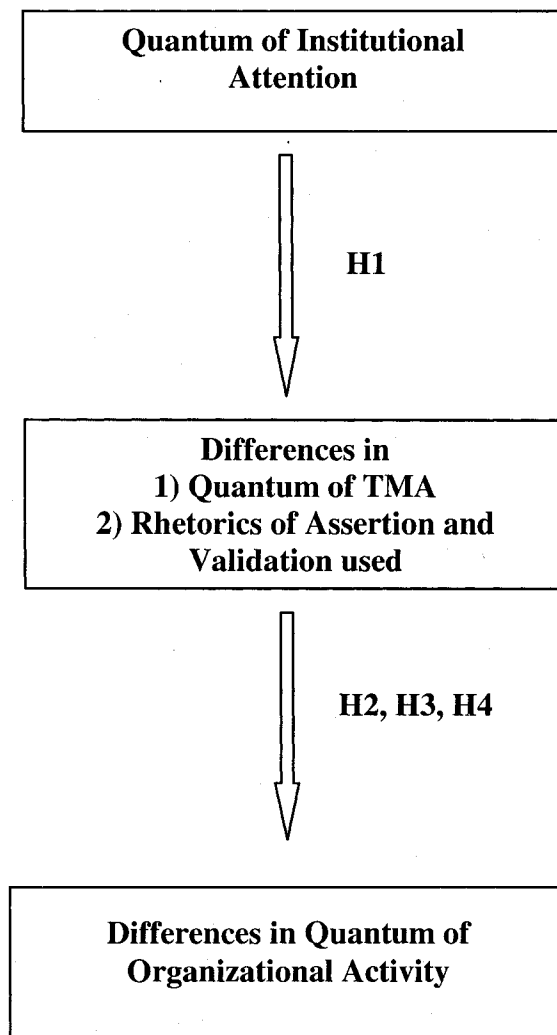 Quantum of Institutional
Attention
H1
Differences in
1) Quantum of TMA
2) Rhetorics of Assertion and
Validation used
H2, H3, H4
Differences in Quantum of
Organizational Activity